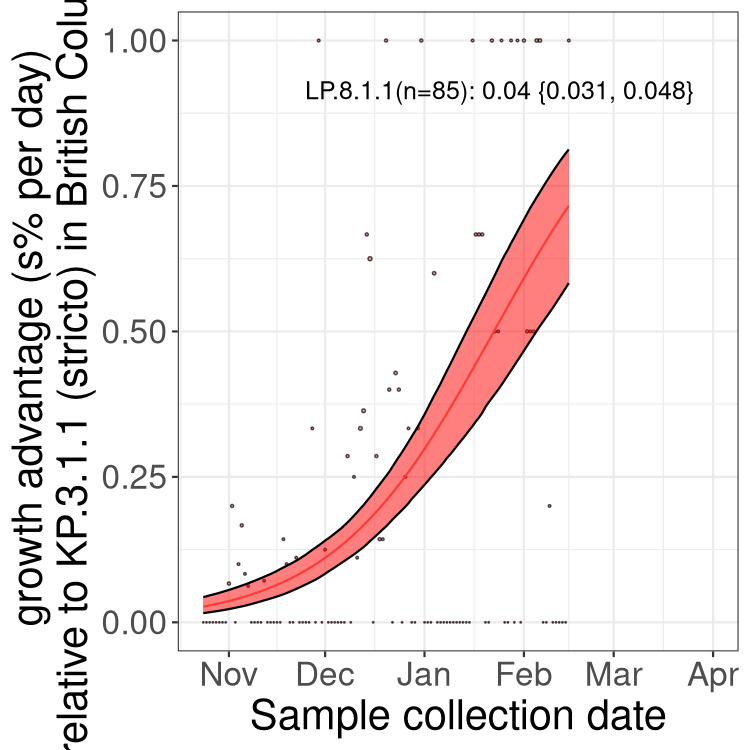 growth advantage (s% per day)
relative to KP.3.1.1 (stricto) in British Colu
1.00
0.75
0.50
0.25
0.00
LP.8.1.1(n=85): 0.04 {0.031, 0.048}
Nov Dec Jan Feb Mar Apr
Sample collection date